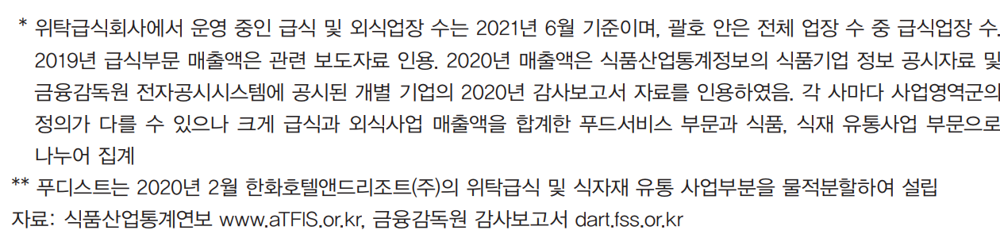 * 위탁급식회사에서 운영 중인 급식 및 외식업장 수는 2021년 6월 기준이며, 괄호 안은 전체 업장 수 중 급식업장 수.
2019년 급식부문 매출액은 관련 보도자료 인용. 2020년 매출액은 식품산업통계정보의 식품기업 정보 공시자료 및
금융감독원 전자공시시스템에 공시된 개별 기업의 2020년 감사보고서 자료를 인용하였음. 각 사마다 사업영역군의
정의가 다를 수 있으나 크게 급식과 외식사업 매출액을 합계한 푸드서비스 부문과 식품, 식재 유통사업 부문으로
나누어 집계
** 푸디스트는 2020년 2월 한화호텔앤드리조트(주)의 위탁급식 및 식자재 유통 사업부분을 물적분할하여 설립
자료: 식품산업통계연보 www.aTFIS.or.kr, 금융감독원 감사보고서 dart.fss.or.kr